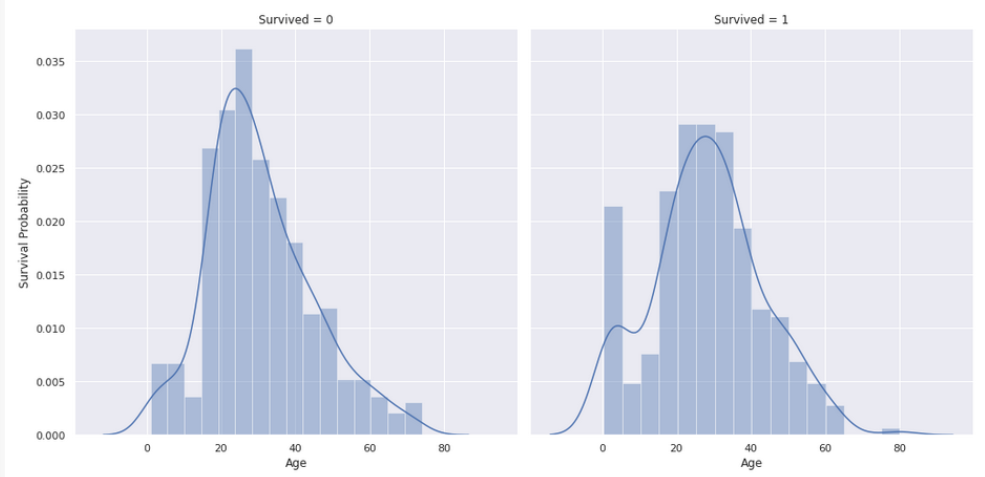 Survived = 0
Survived = 1
Survival Probability
0.035
0.030
0.025
0.020
0.015
0.010
0.005
0.000
0 20 40 60 80
0 20 40 60 80
Age
Age